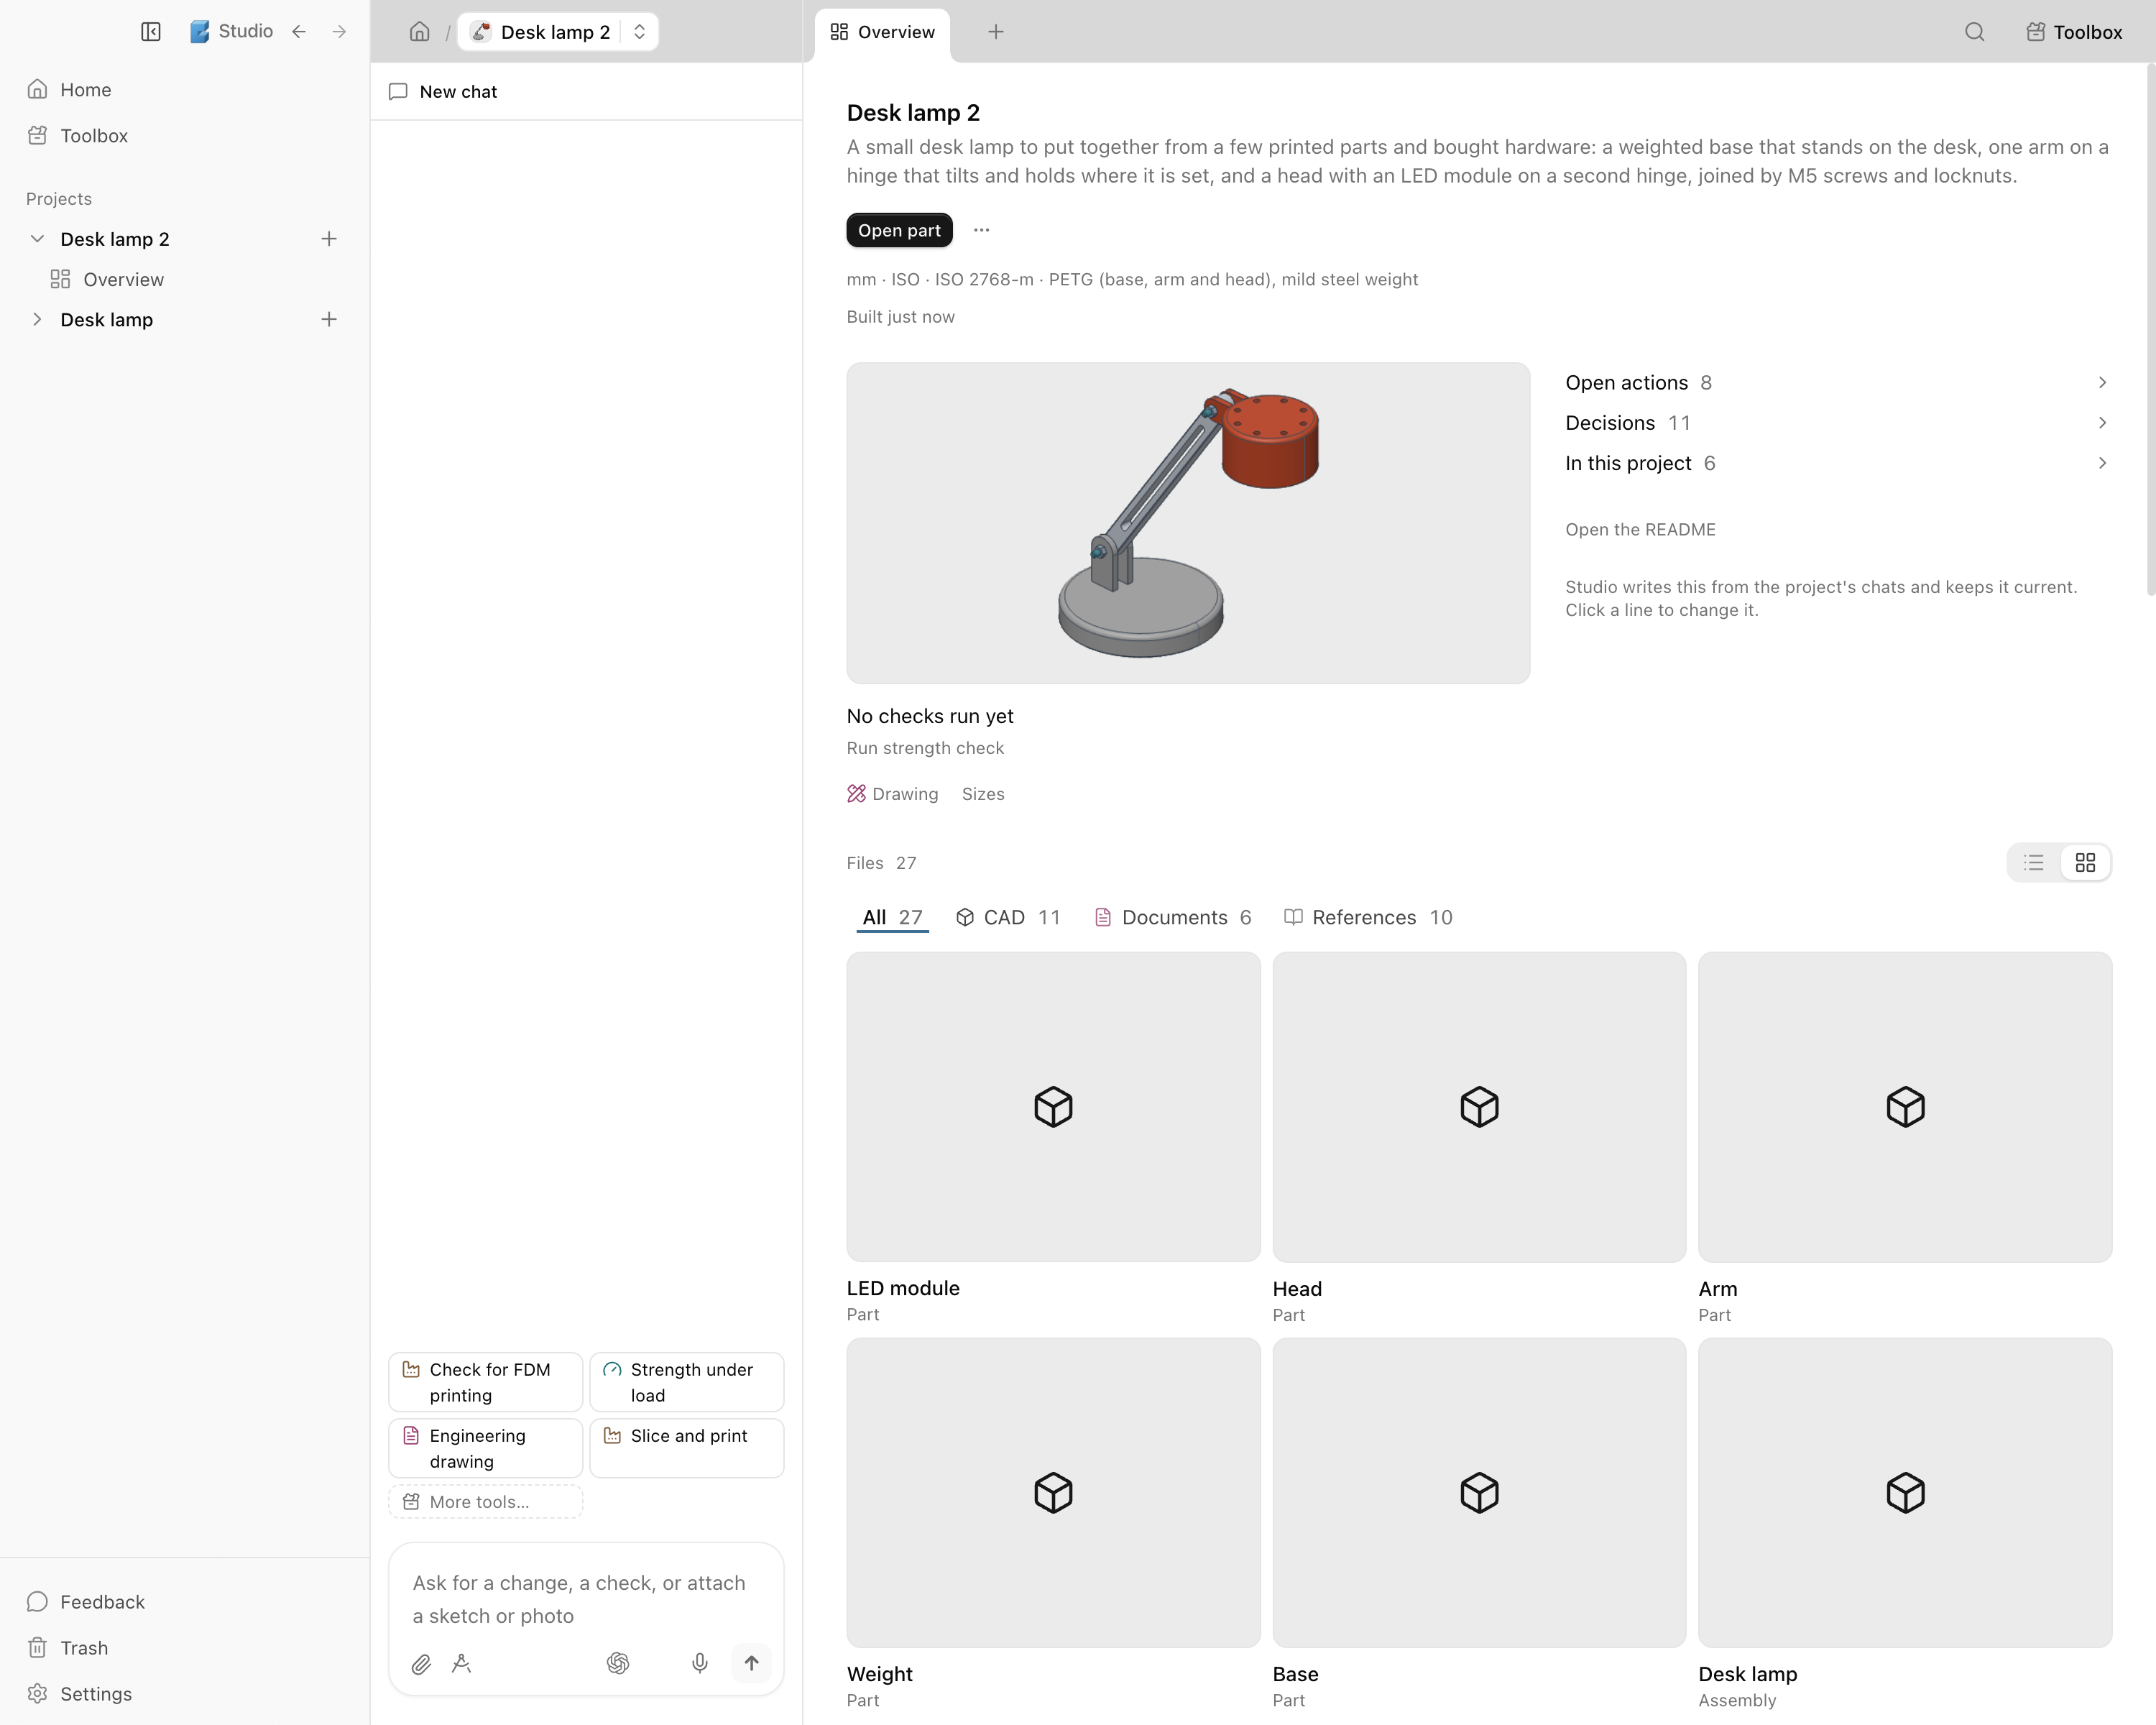 Studio
Home
Toolbox
Projects
Desk lamp 2
Overview
Desk lamp
Feedback
Trash
Settings
/ Desk lamp 2
New chat
Check for FDM
printing
Strength under
load
Engineering
drawing
Slice and print
More tools...
Ask for a change, a check, or attach
a sketch or photo
Overview
Toolbox
Desk lamp 2
A small desk lamp to put together from a few printed parts and bought hardware: a weighted base that stands on the desk, one arm on a
hinge that tilts and holds where it is set, and a head with an LED module on a second hinge, joined by M5 screws and locknuts.
Open part
mm · ISO · ISO 2768-m · PETG (base, arm and head), mild steel weight
Built just now
Open actions 8
Decisions 11
In this project 6
Open the README
Studio writes this from the project's chats and keeps it current.
Click a line to change it.
No checks run yet
Run strength check
Drawing Sizes
Files 27
All 27 CAD 11 Documents 6 References 10
LED module
Part
Head
Part
Arm
Part
Weight
Part
Base
Part
Desk lamp
Assembly